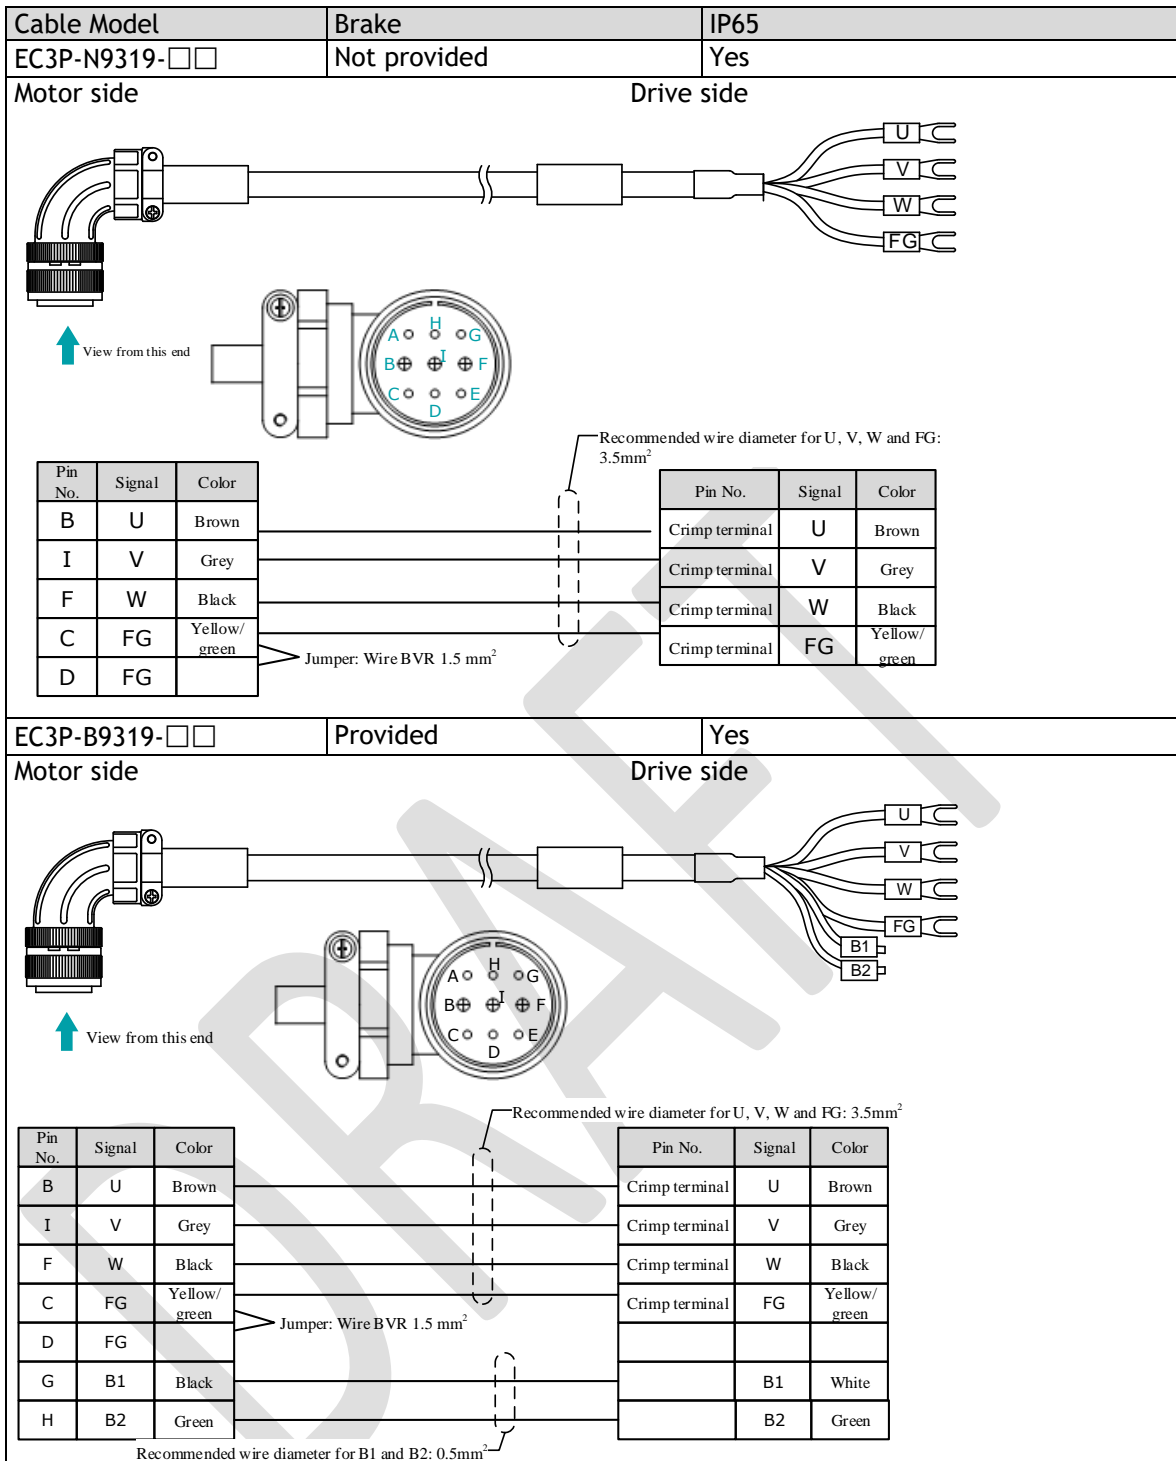 Cable Model Brake IP65
EC3P-N9319-□□ Not provided Yes
Motor side Drive side
U
V
W
FG
View from this end
A H G
B I F
C D E
Recommended wire diameter for U, V, W and FG:
3.5mm²
Pin No. Signal Color
B U Brown
I V Grey
F W Black
C FG Yellow/green
D FG
Jumper: Wire BVR 1.5 mm²
Pin No. Signal Color
Crimp terminal U Brown
Crimp terminal V Grey
Crimp terminal W Black
Crimp terminal FG Yellow/green
EC3P-B9319-□□ Provided Yes
Motor side Drive side
U
V
W
FG
B1
B2
View from this end
A H G
B I F
C D E
Recommended wire diameter for U, V, W and FG: 3.5mm²
Pin No. Signal Color
B U Brown
I V Grey
F W Black
C FG Yellow/green
D FG
G B1 Black
H B2 Green
Jumper: Wire BVR 1.5 mm²
Pin No. Signal Color
Crimp terminal U Brown
Crimp terminal V Grey
Crimp terminal W Black
Crimp terminal FG Yellow/green
B1 White
B2 Green
Recommended wire diameter for B1 and B2: 0.5mm²
DRAFT